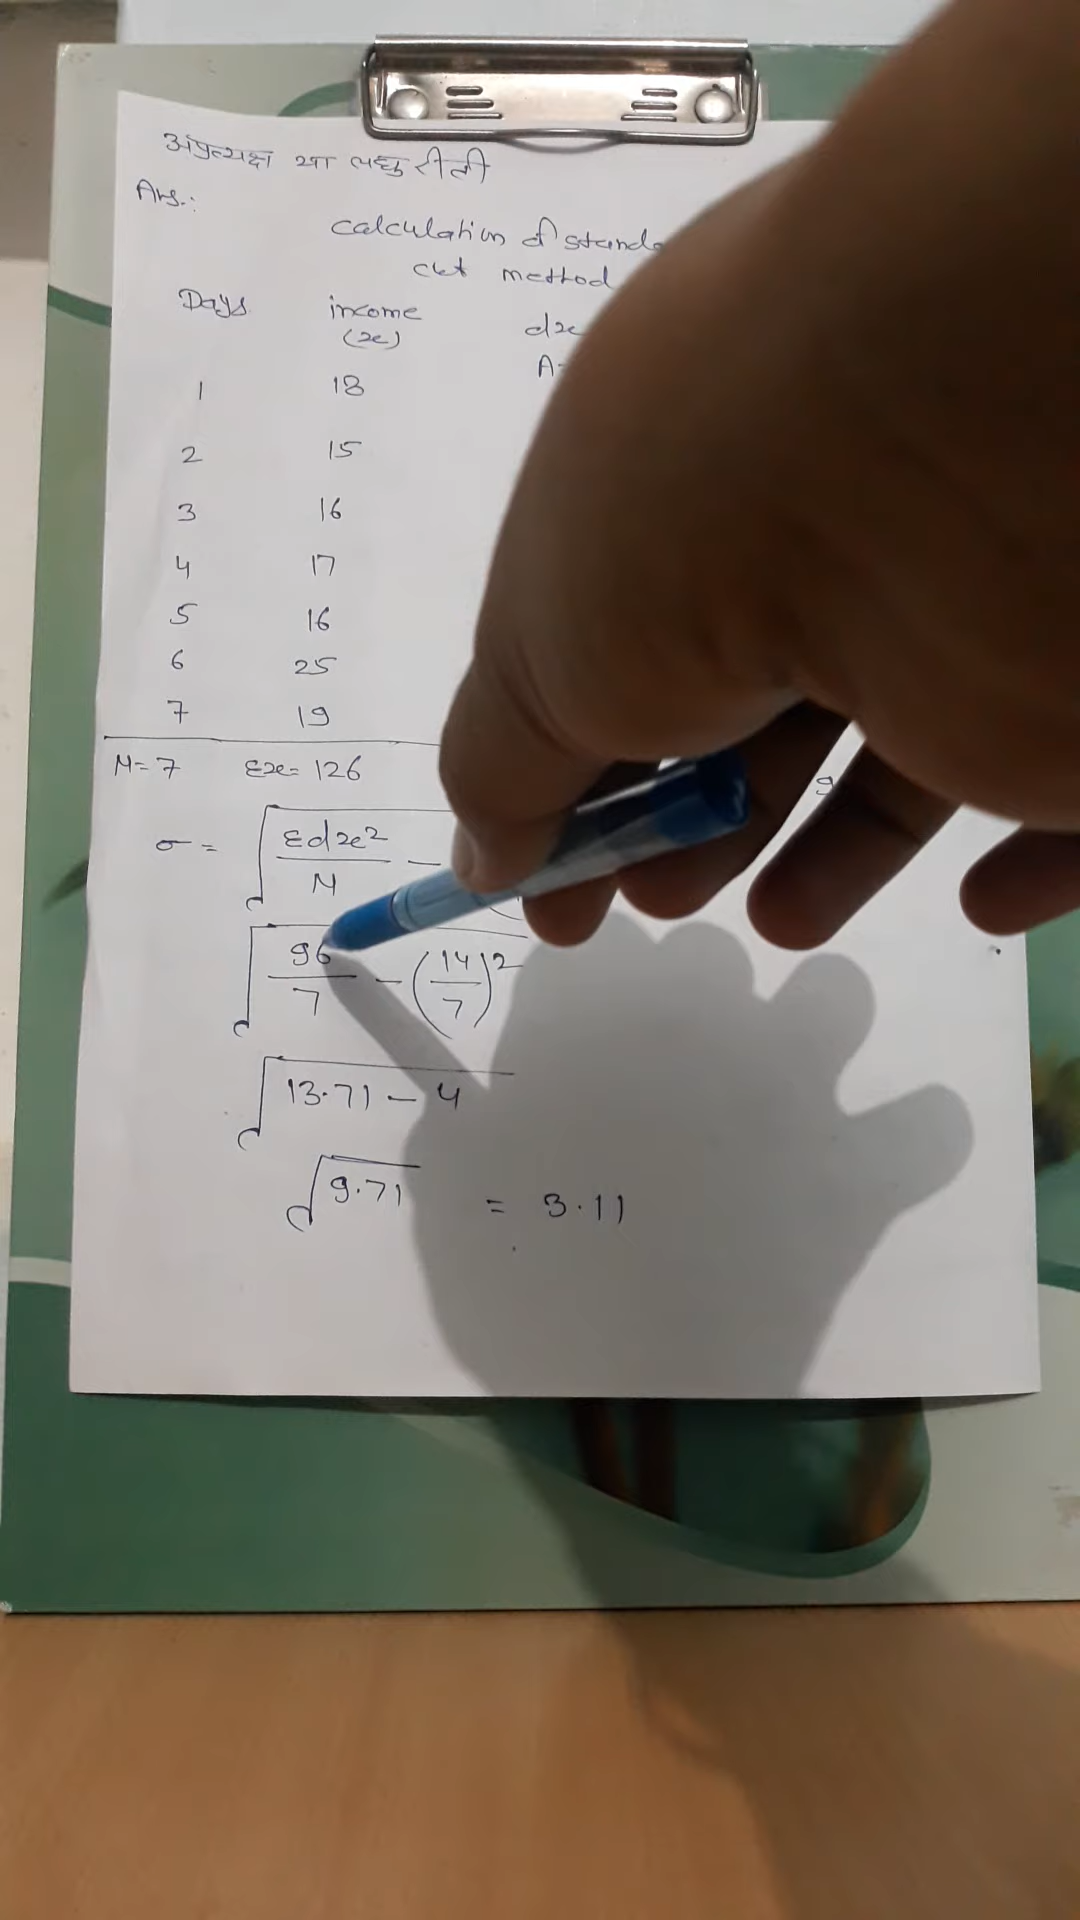 अप्रत्यक्ष या लघु रीती
Ans.:
calculation of
cut method
Days income dx
(x) A-
1 18
2 15
3 16
4 17
5 16
6 25
7 19
N=7 Σx= 126
σ = √ Σdx² / N -
√ 96/7 - (14/7)²
√ 13.71 - 4
√ 9.71 = 3.11